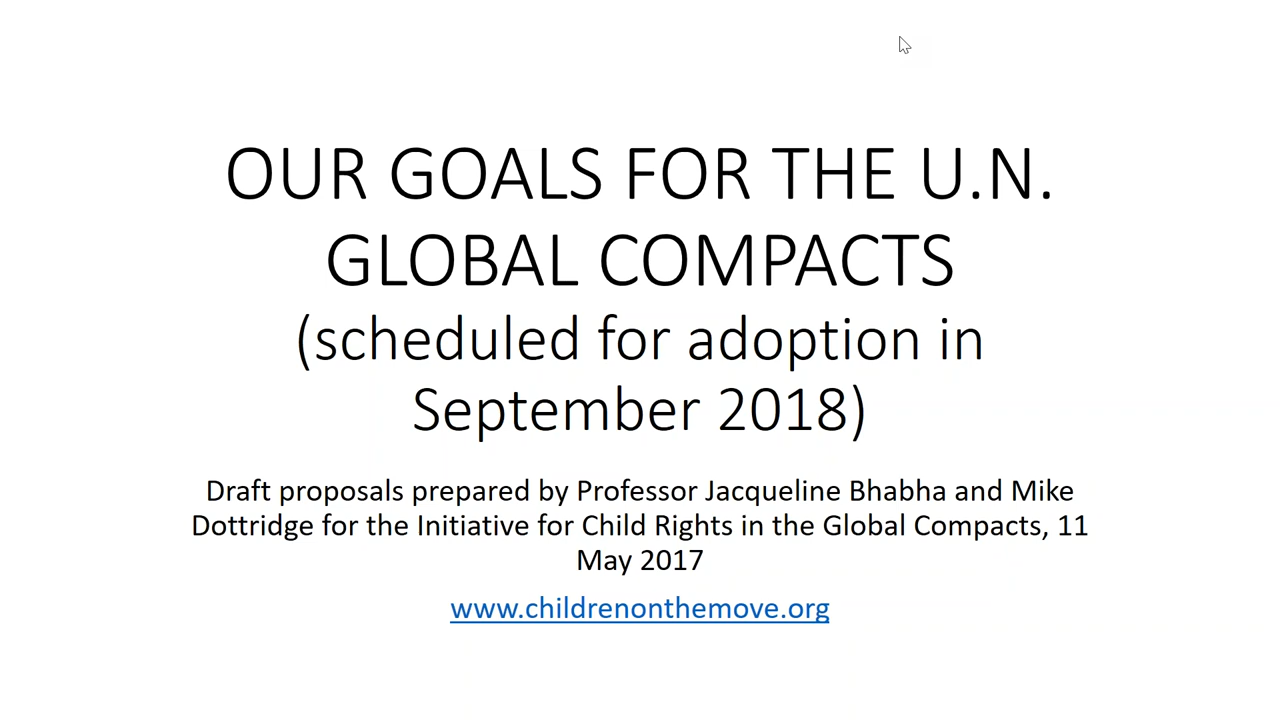 OUR GOALS FOR THE U.N.
GLOBAL COMPACTS
(scheduled for adoption in
September 2018)
Draft proposals prepared by Professor Jacqueline Bhabha and Mike
Dottridge for the Initiative for Child Rights in the Global Compacts, 11
May 2017
www.childrenonthemove.org